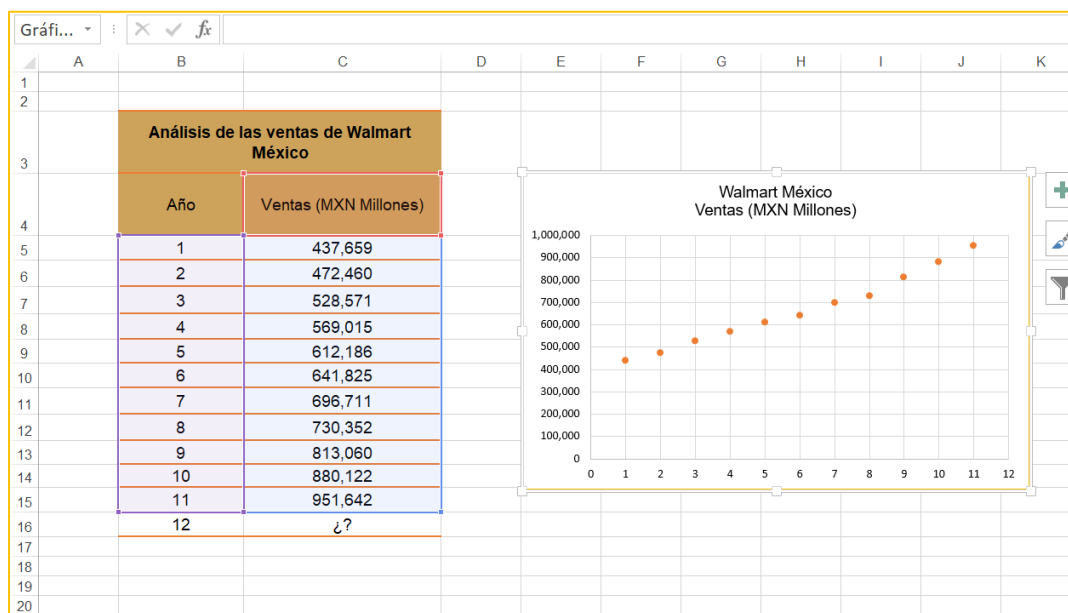 Gráfi...
fx
A B C D E F G H I J K
1
2
3 Análisis de las ventas de Walmart
México
4 Año Ventas (MXN Millones)
5 1 437,659
6 2 472,460
7 3 528,571
8 4 569,015
9 5 612,186
10 6 641,825
11 7 696,711
12 8 730,352
13 9 813,060
14 10 880,122
15 11 951,642
16 12 ¿?
17
18
19
20
Walmart México
Ventas (MXN Millones)
1,000,000
900,000
800,000
700,000
600,000
500,000
400,000
300,000
200,000
100,000
0
0 1 2 3 4 5 6 7 8 9 10 11 12